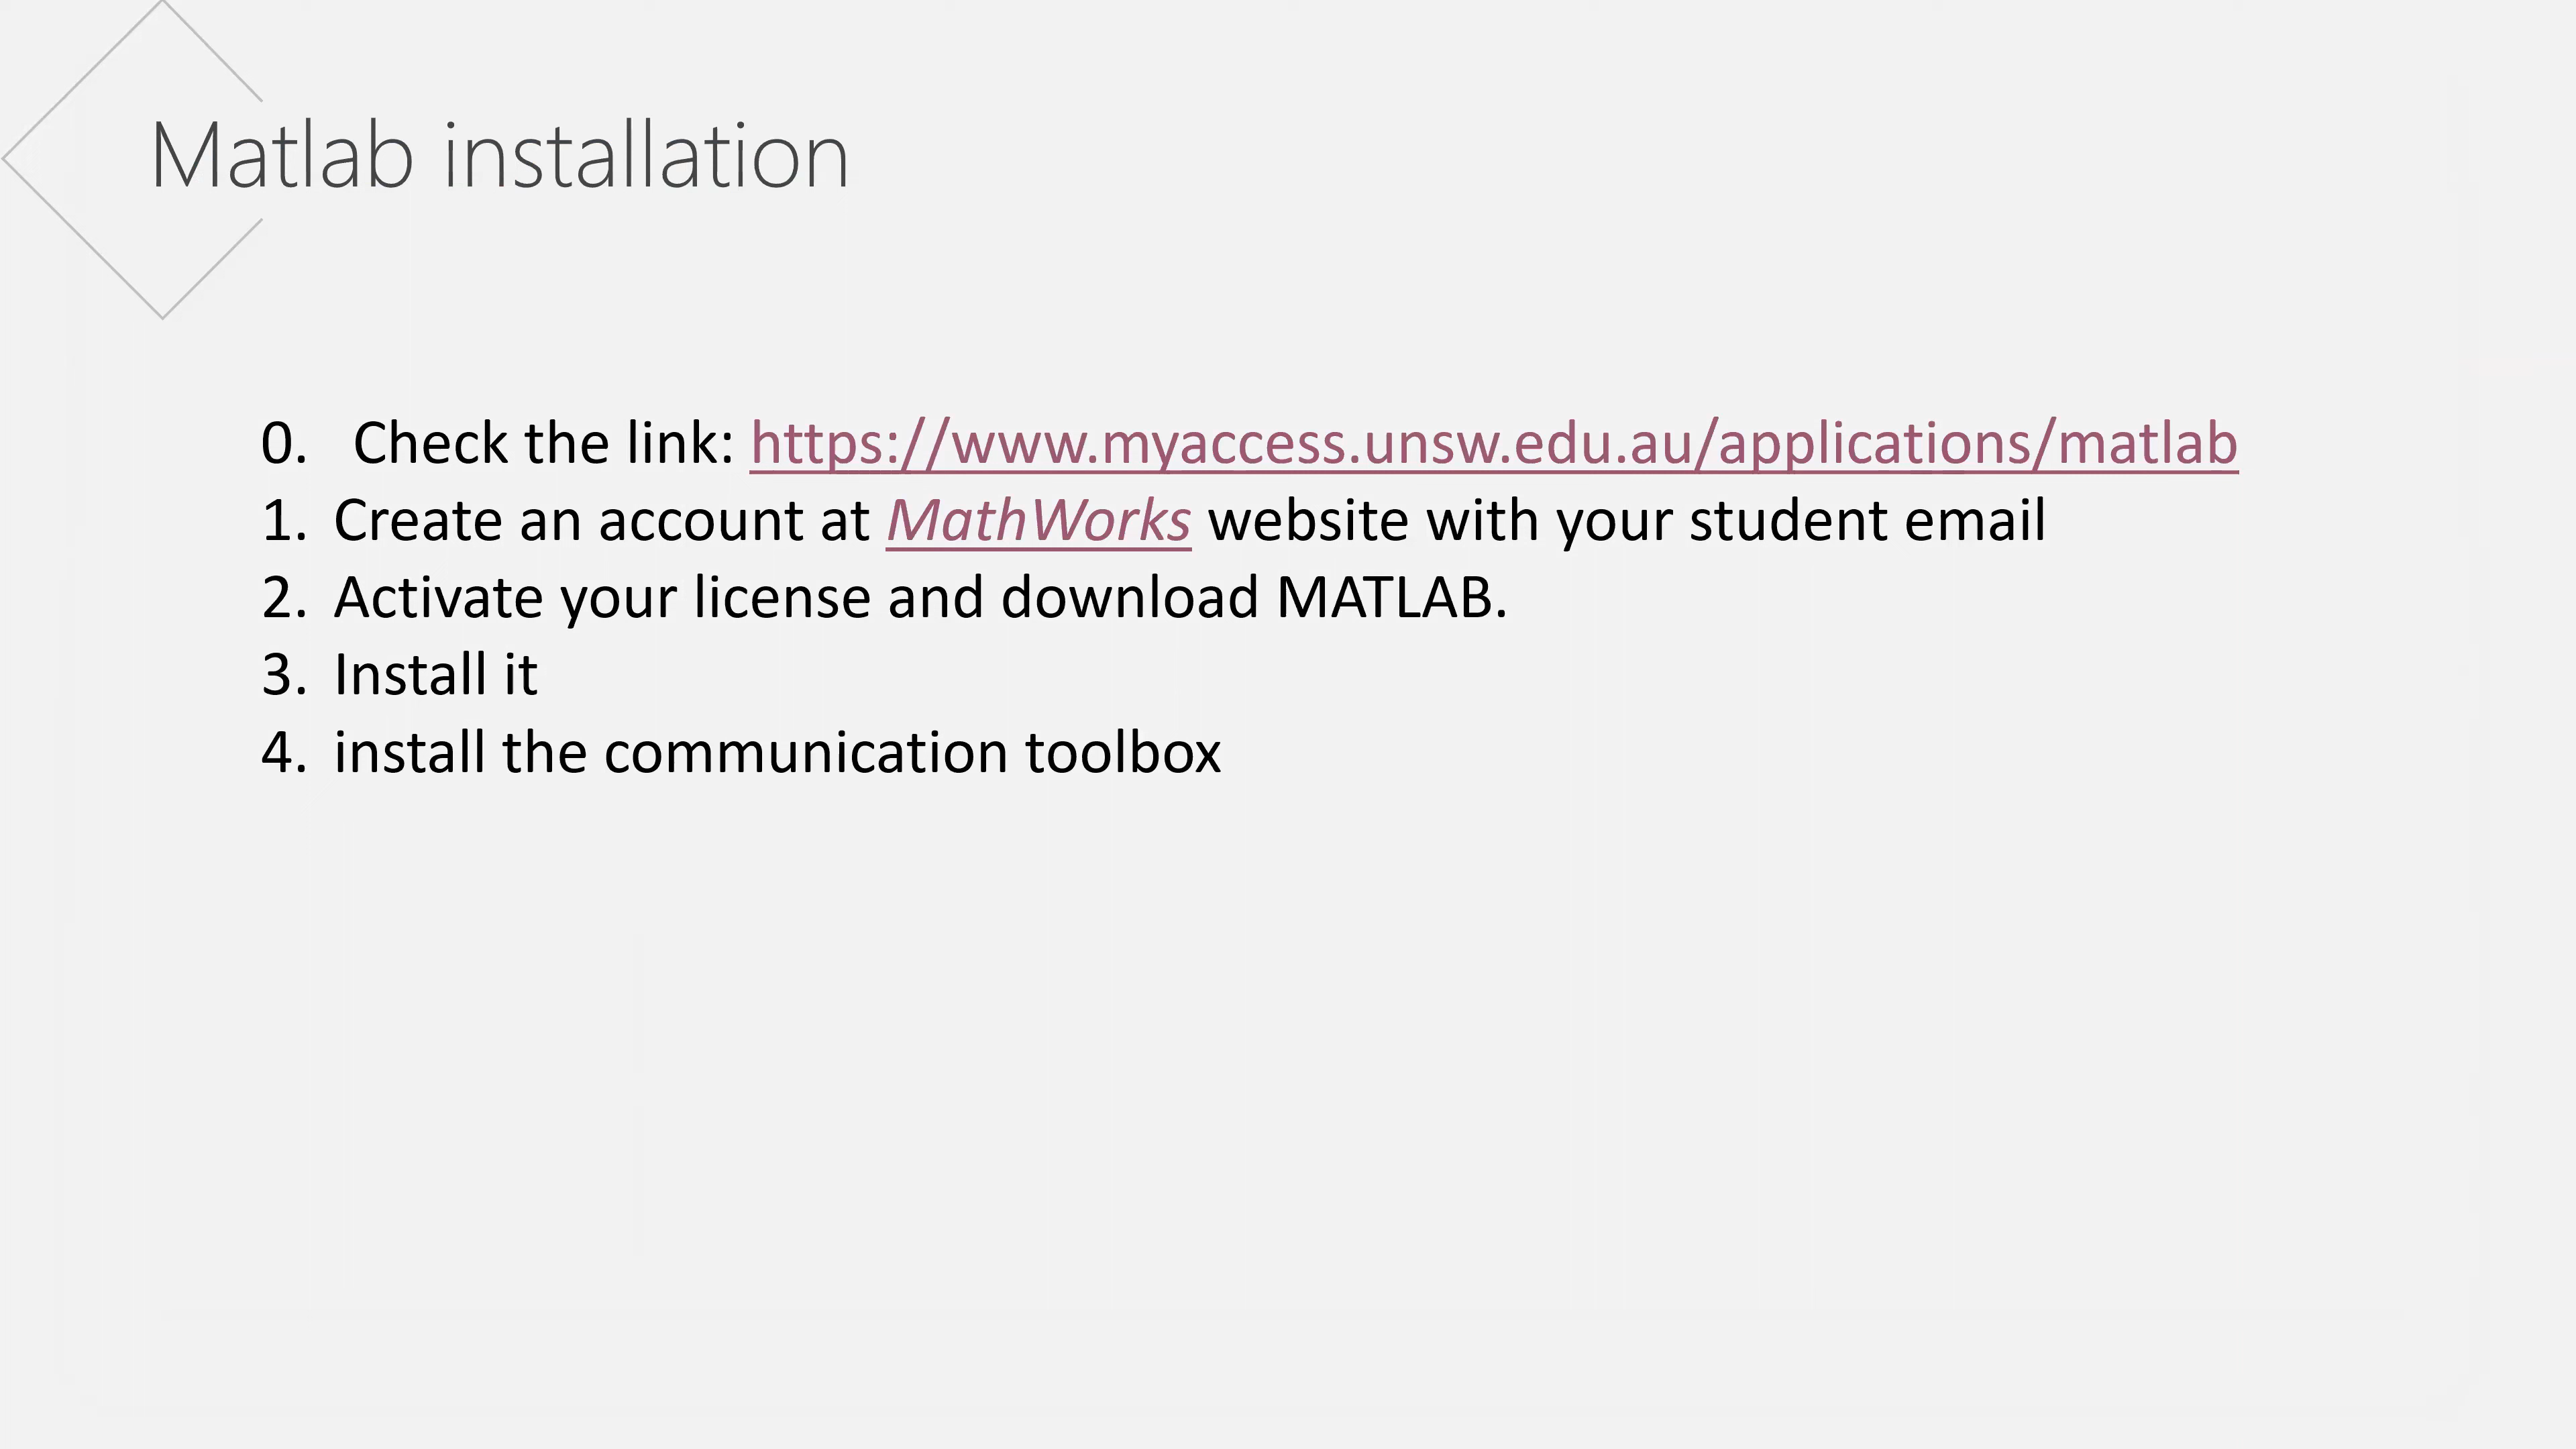 Matlab installation
0. Check the link: https://www.myaccess.unsw.edu.au/applications/matlab
1. Create an account at MathWorks website with your student email
2. Activate your license and download MATLAB.
3. Install it
4. install the communication toolbox